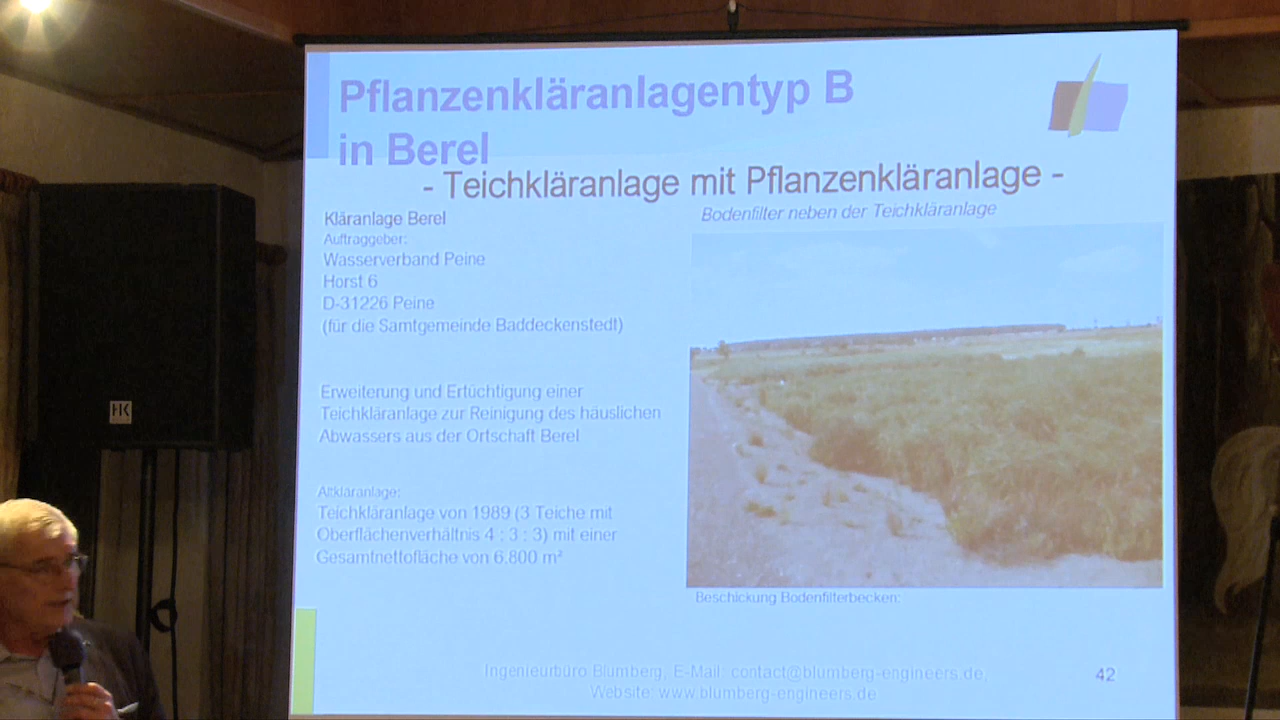 Pflanzenkläranlagentyp B
in Berel
- Teichkläranlage mit Pflanzenkläranlage -
Kläranlage Berel
Auftraggeber:
Wasserverband Peine
Horst 6
D-31226 Peine
(für die Samtgemeinde Baddeckenstedt)
Erweiterung und Ertüchtigung einer
Teichkläranlage zur Reinigung des häuslichen
Abwassers aus der Ortschaft Berel
Altkläranlage:
Teichkläranlage von 1989 (3 Teiche mit
Oberflächenverhältnis 4 : 3 : 3) mit einer
Gesamtnettofläche von 6.800 m²
Bodenfilter neben der Teichkläranlage
Beschickung Bodenfilterbecken:
Ingenieurbüro Blumberg, E-Mail: contact@blumberg-engineers.de,
Website: www.blumberg-engineers.de
42
HK